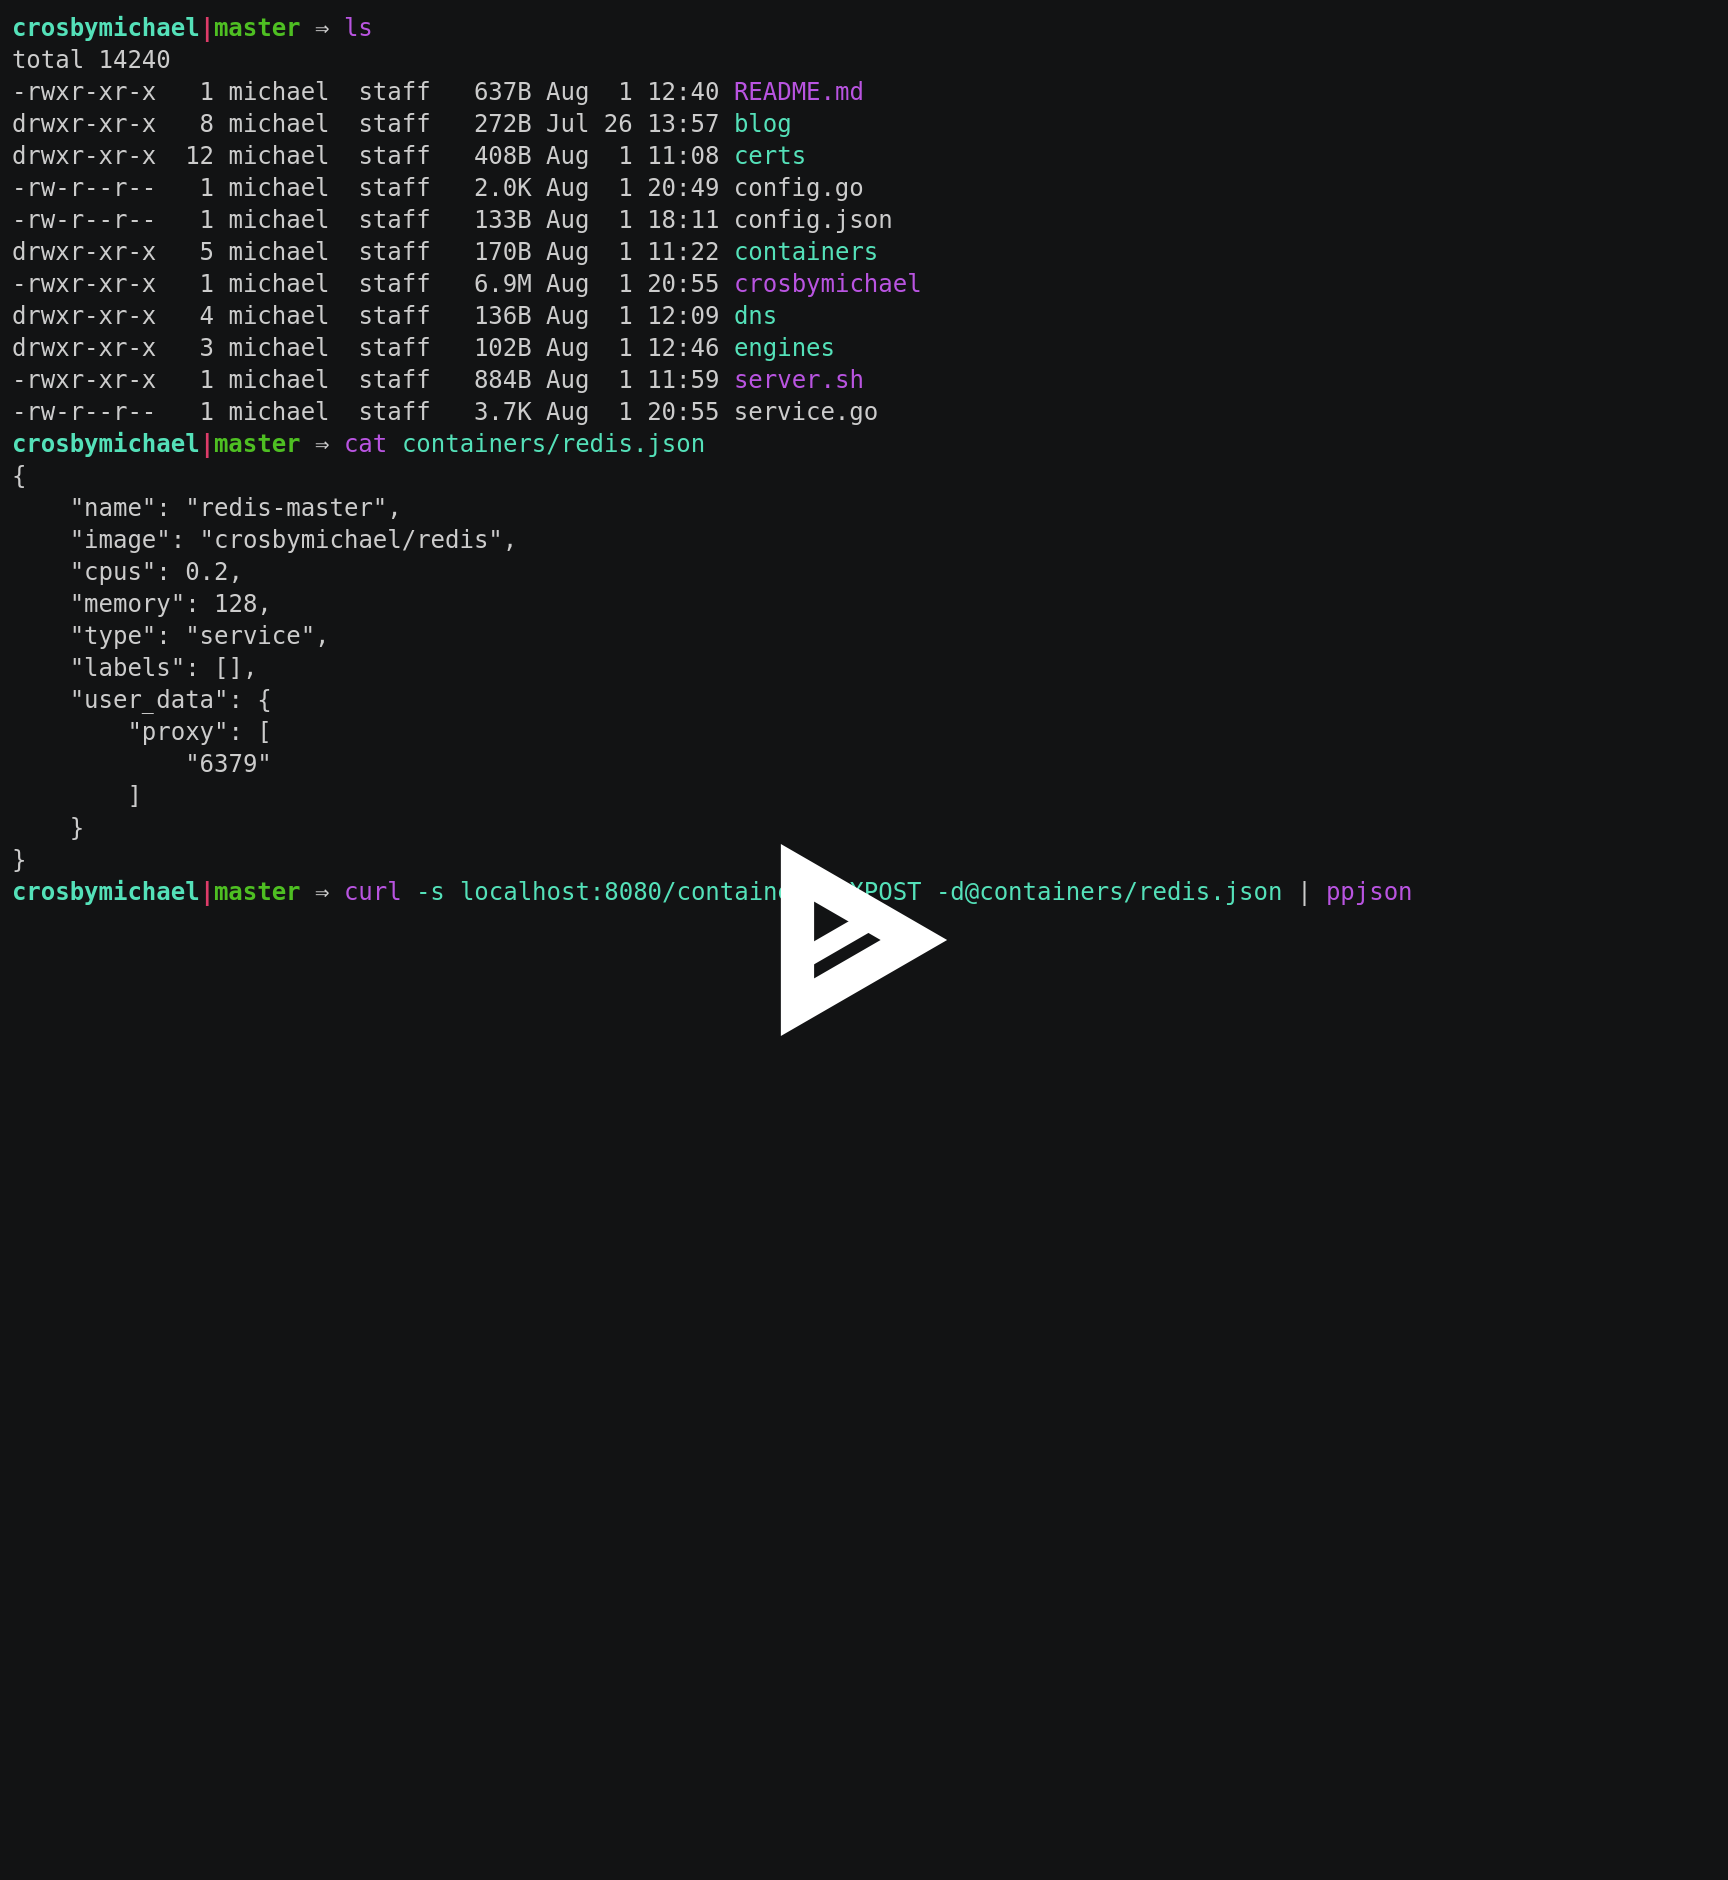 crosbymichael|master ⇒ ls
total 14240
-rwxr-xr-x   1 michael  staff   637B Aug  1 12:40 README.md
drwxr-xr-x   8 michael  staff   272B Jul 26 13:57 blog
drwxr-xr-x  12 michael  staff   408B Aug  1 11:08 certs
-rw-r--r--   1 michael  staff   2.0K Aug  1 20:49 config.go
-rw-r--r--   1 michael  staff   133B Aug  1 18:11 config.json
drwxr-xr-x   5 michael  staff   170B Aug  1 11:22 containers
-rwxr-xr-x   1 michael  staff   6.9M Aug  1 20:55 crosbymichael
drwxr-xr-x   4 michael  staff   136B Aug  1 12:09 dns
drwxr-xr-x   3 michael  staff   102B Aug  1 12:46 engines
-rwxr-xr-x   1 michael  staff   884B Aug  1 11:59 server.sh
-rw-r--r--   1 michael  staff   3.7K Aug  1 20:55 service.go
crosbymichael|master ⇒ cat containers/redis.json
{
    "name": "redis-master",
    "image": "crosbymichael/redis",
    "cpus": 0.2,
    "memory": 128,
    "type": "service",
    "labels": [],
    "user_data": {
        "proxy": [
            "6379"
        ]
    }
}
crosbymichael|master ⇒ curl -s localhost:8080/contain XPOST -d@containers/redis.json | ppjson